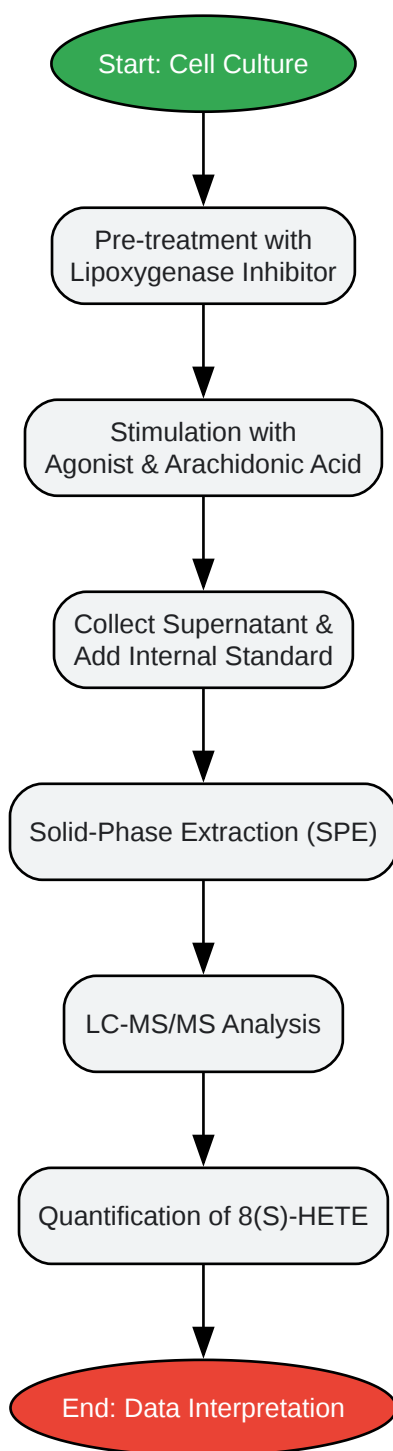 Start: Cell Culture
Pre-treatment with
Lipoxygenase Inhibitor
Stimulation with
Agonist & Arachidonic Acid
Collect Supernatant &
Add Internal Standard
Solid-Phase Extraction (SPE)
LC-MS/MS Analysis
Quantification of 8(S)-HETE
End: Data Interpretation